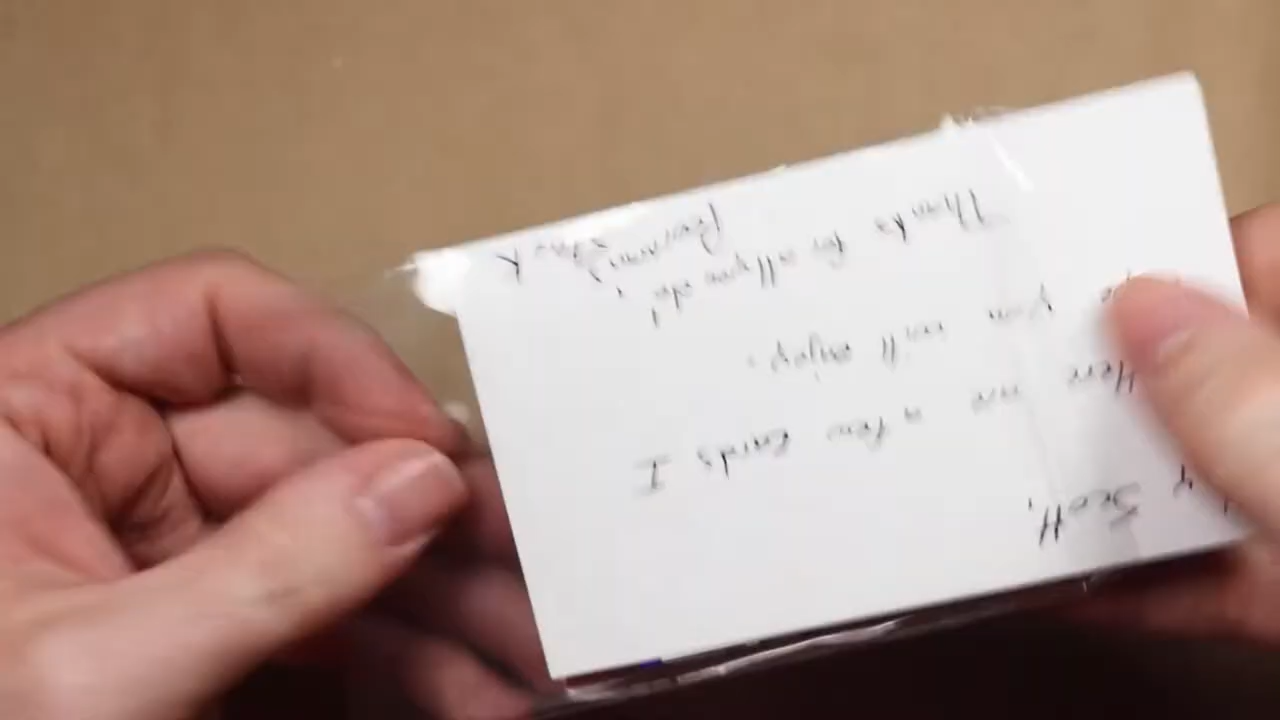 Scott,
Here are a few cards I
you will enjoy.
Thanks for all you do!